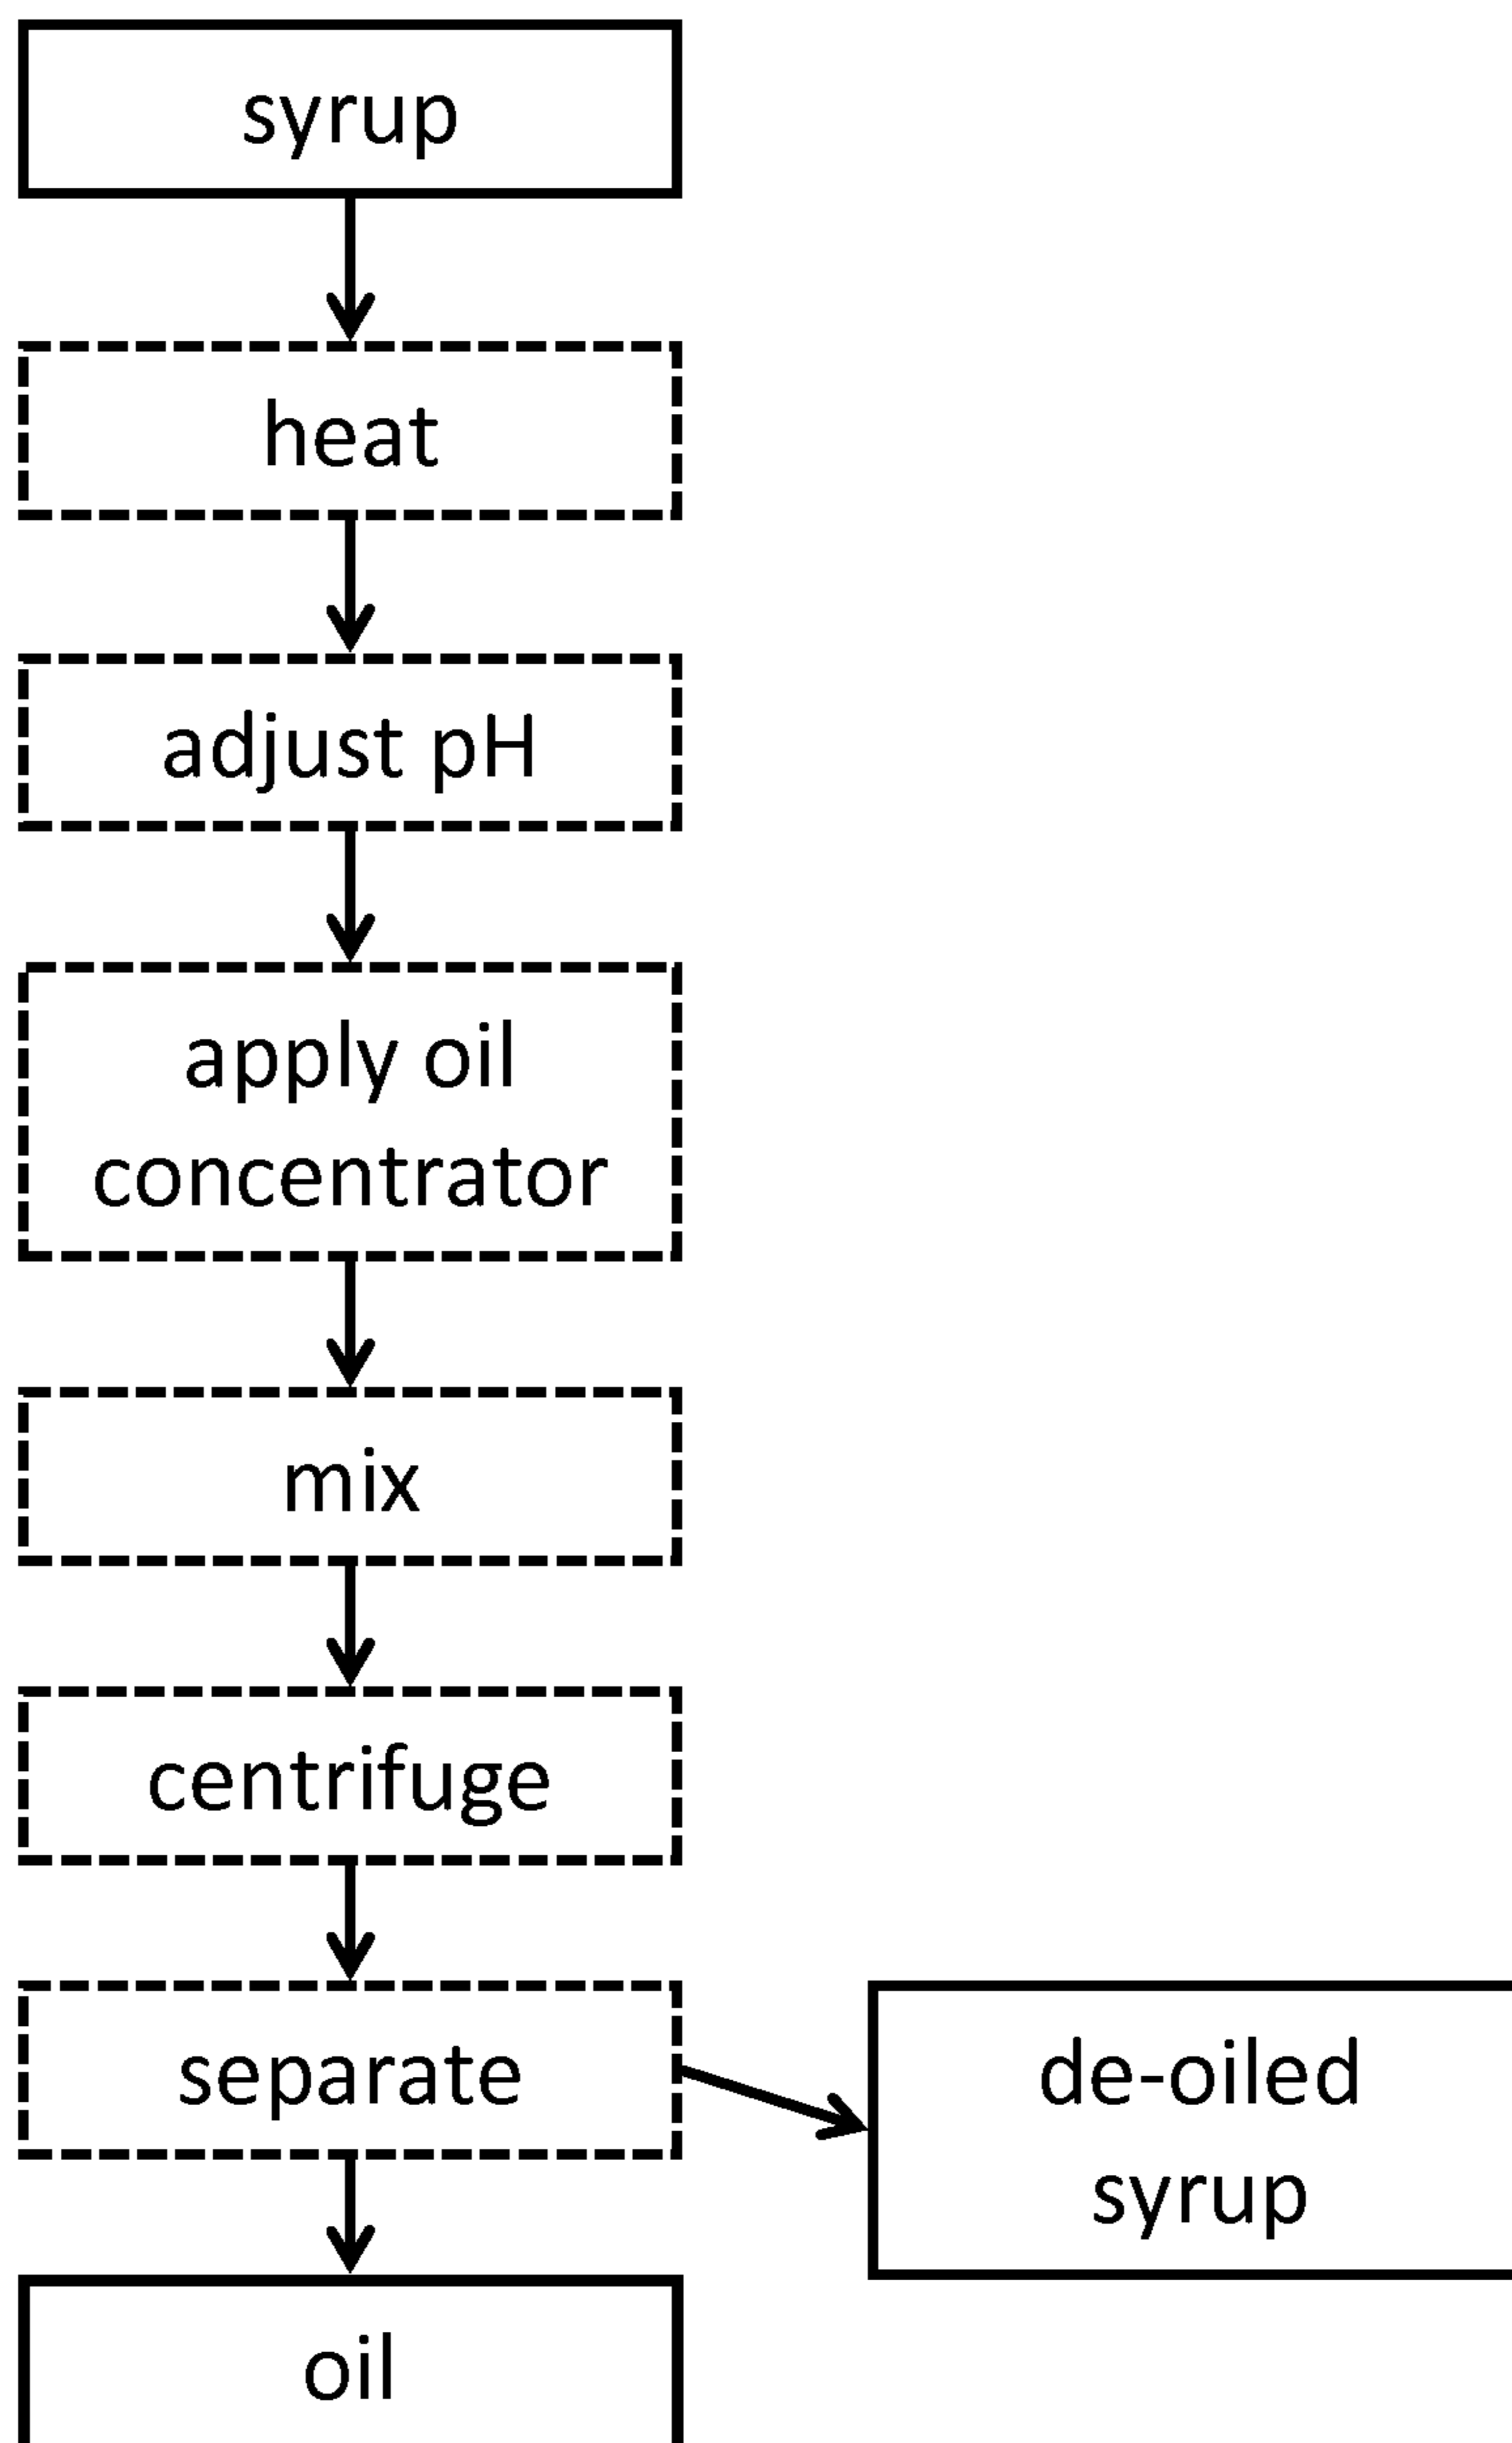 syrup
heat
adjust pH
apply oil
concentrator
mix
centrifuge
separate
de-oiled
syrup
oil